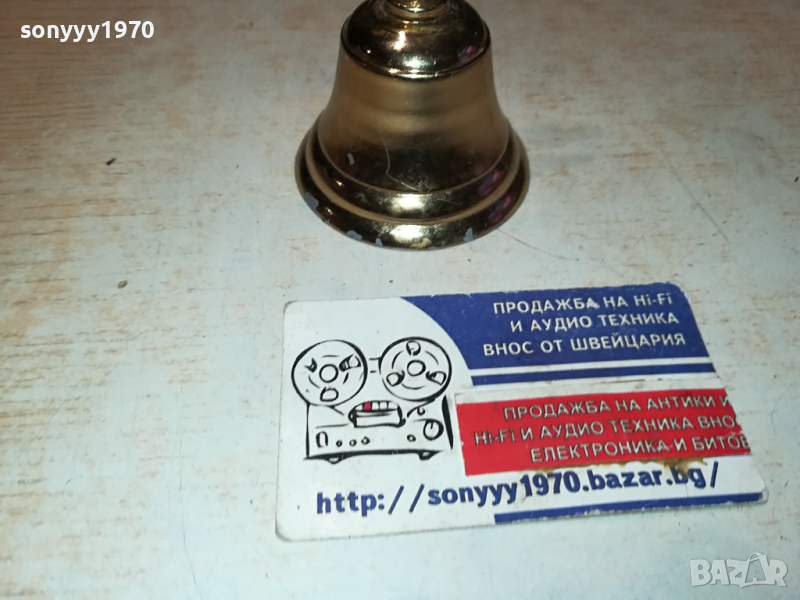 sonyyy1970
ПРОДАЖБА НА Hi-Fi
И АУДИО ТЕХНИКА
ВНОС ОТ ШВЕЙЦАРИЯ
ПРОДАЖБА НА АНТИКИ И
Hi-Fi И АУДИО ТЕХНИКА ВНОС
ЕЛЕКТРОНИКА И БИТОВ
http://sonyyy1970.bazar.bg/
BAZAR